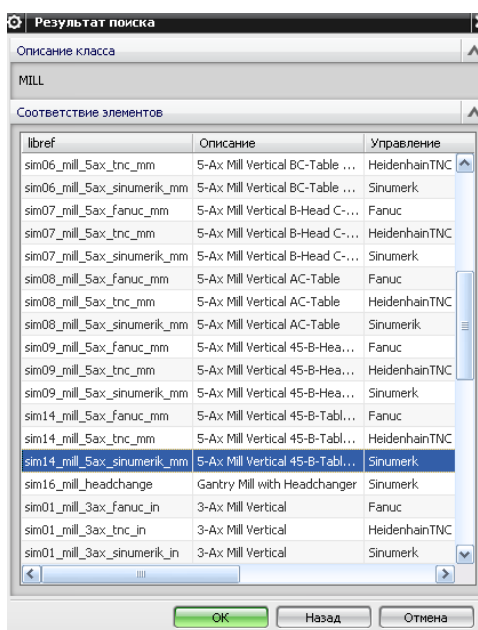 Результат поиска
Описание класса
MILL
Соответствие элементов
libref Описание Управление
sim06_mill_5ax_tnc_mm 5-Ax Mill Vertical BC-Table ... HeidenhainTNC
sim06_mill_5ax_sinumerik_mm 5-Ax Mill Vertical BC-Table ... Sinumerk
sim07_mill_5ax_fanuc_mm 5-Ax Mill Vertical B-Head C-... Fanuc
sim07_mill_5ax_tnc_mm 5-Ax Mill Vertical B-Head C-... HeidenhainTNC
sim07_mill_5ax_sinumerik_mm 5-Ax Mill Vertical B-Head C-... Sinumerk
sim08_mill_5ax_fanuc_mm 5-Ax Mill Vertical AC-Table Fanuc
sim08_mill_5ax_tnc_mm 5-Ax Mill Vertical AC-Table HeidenhainTNC
sim08_mill_5ax_sinumerik_mm 5-Ax Mill Vertical AC-Table Sinumerik
sim09_mill_5ax_fanuc_mm 5-Ax Mill Vertical 45-B-Hea... Fanuc
sim09_mill_5ax_tnc_mm 5-Ax Mill Vertical 45-B-Hea... HeidenhainTNC
sim09_mill_5ax_sinumerik_mm 5-Ax Mill Vertical 45-B-Hea... Sinumerk
sim14_mill_5ax_fanuc_mm 5-Ax Mill Vertical 45-B-Tabl... Fanuc
sim14_mill_5ax_tnc_mm 5-Ax Mill Vertical 45-B-Tabl... HeidenhainTNC
sim14_mill_5ax_sinumerik_mm 5-Ax Mill Vertical 45-B-Tabl... Sinumerk
sim16_mill_headchange Gantry Mill with Headchanger Sinumerk
sim01_mill_3ax_fanuc_in 3-Ax Mill Vertical Fanuc
sim01_mill_3ax_tnc_in 3-Ax Mill Vertical HeidenhainTNC
sim01_mill_3ax_sinumerik_in 3-Ax Mill Vertical Sinumerk
OK Назад Отмена